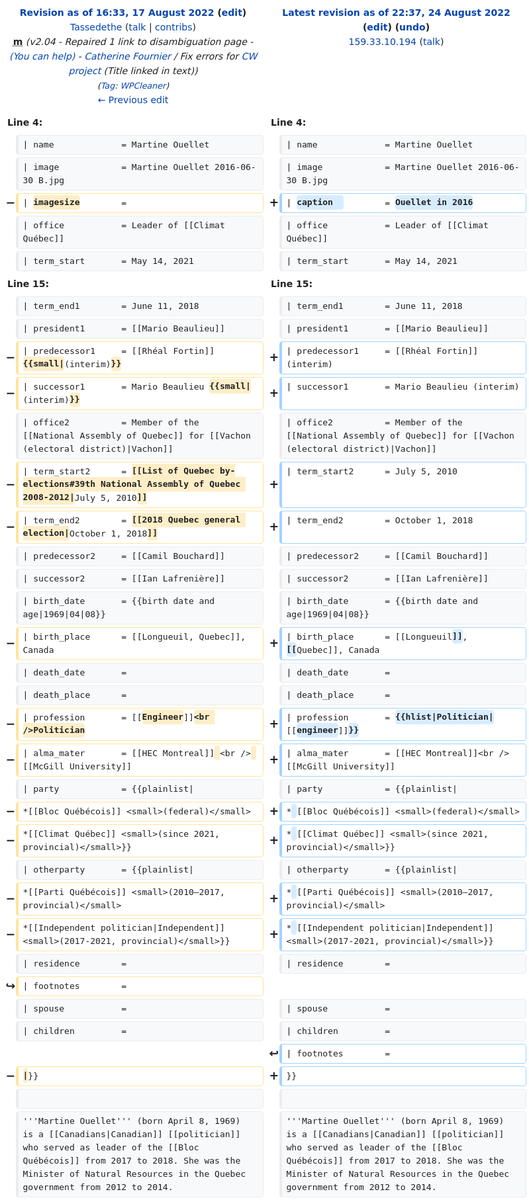 Revision as of 16:33, 17 August 2022 (edit)
Tassedethe (talk | contribs)
m (v2.04 - Repaired 1 link to disambiguation page -
(You can help) - Catherine Fournier / Fix errors for CW
project (Title linked in text))
(Tag: WPCleaner)
← Previous edit
Latest revision as of 22:37, 24 August 2022
(edit) (undo)
159.33.10.194 (talk)
Line 4:
Line 4:
| name = Martine Ouellet
| name = Martine Ouellet
| image = Martine Ouellet 2016-06-
30 B.jpg
| image = Martine Ouellet 2016-06-
30 B.jpg
− | imagesize =
+ | caption = Ouellet in 2016
| office = Leader of [[Climat
Québec]]
| office = Leader of [[Climat
Québec]]
| term_start = May 14, 2021
| term_start = May 14, 2021
Line 15:
Line 15:
| term_end1 = June 11, 2018
| term_end1 = June 11, 2018
| president1 = [[Mario Beaulieu]]
| president1 = [[Mario Beaulieu]]
− | predecessor1 = [[Rhéal Fortin]]
{{small|(interim)}}
+ | predecessor1 = [[Rhéal Fortin]]
(interim)
− | successor1 = Mario Beaulieu {{small|
(interim)}}
+ | successor1 = Mario Beaulieu (interim)
| office2 = Member of the
[[National Assembly of Quebec]] for [[Vachon
(electoral district)|Vachon]]
| office2 = Member of the
[[National Assembly of Quebec]] for [[Vachon
(electoral district)|Vachon]]
− | term_start2 = [[List of Quebec by-
elections#39th National Assembly of Quebec
2008-2012|July 5, 2010]]
+ | term_start2 = July 5, 2010
− | term_end2 = [[2018 Quebec general
election|October 1, 2018]]
+ | term_end2 = October 1, 2018
| predecessor2 = [[Camil Bouchard]]
| predecessor2 = [[Camil Bouchard]]
| successor2 = [[Ian Lafrenière]]
| successor2 = [[Ian Lafrenière]]
| birth_date = {{birth date and
age|1969|04|08}}
| birth_date = {{birth date and
age|1969|04|08}}
− | birth_place = [[Longueuil, Quebec]],
Canada
+ | birth_place = [[Longueuil]],
[[Quebec]], Canada
| death_date =
| death_date =
| death_place =
| death_place =
− | profession = [[Engineer]]<br
/>Politician
+ | profession = {{hlist|Politician|
[[engineer]]}}
− | alma_mater = [[HEC Montreal]] <br />
[[McGill University]]
+ | alma_mater = [[HEC Montreal]]<br />
[[McGill University]]
| party = {{plainlist|
| party = {{plainlist|
− *[[Bloc Québécois]] <small>(federal)</small>
+ * [[Bloc Québécois]] <small>(federal)</small>
− *[[Climat Québec]] <small>(since 2021,
provincial)</small>}}
+ * [[Climat Québec]] <small>(since 2021,
provincial)</small>}}
| otherparty = {{plainlist|
| otherparty = {{plainlist|
− *[[Parti Québécois]] <small>(2010–2017,
provincial)</small>
+ * [[Parti Québécois]] <small>(2010–2017,
provincial)</small>
− *[[Independent politician|Independent]]
<small>(2017-2021, provincial)</small>}}
+ * [[Independent politician|Independent]]
<small>(2017-2021, provincial)</small>}}
| residence =
| residence =
↪ | footnotes =
| spouse =
| spouse =
| children =
| children =
↩ | footnotes =
− |}}
+ }}
'''Martine Ouellet''' (born April 8, 1969)
is a [[Canadians|Canadian]] [[politician]]
who served as leader of the [[Bloc
Québécois]] from 2017 to 2018. She was the
Minister of Natural Resources in the Quebec
government from 2012 to 2014.
'''Martine Ouellet''' (born April 8, 1969)
is a [[Canadians|Canadian]] [[politician]]
who served as leader of the [[Bloc
Québécois]] from 2017 to 2018. She was the
Minister of Natural Resources in the Quebec
government from 2012 to 2014.